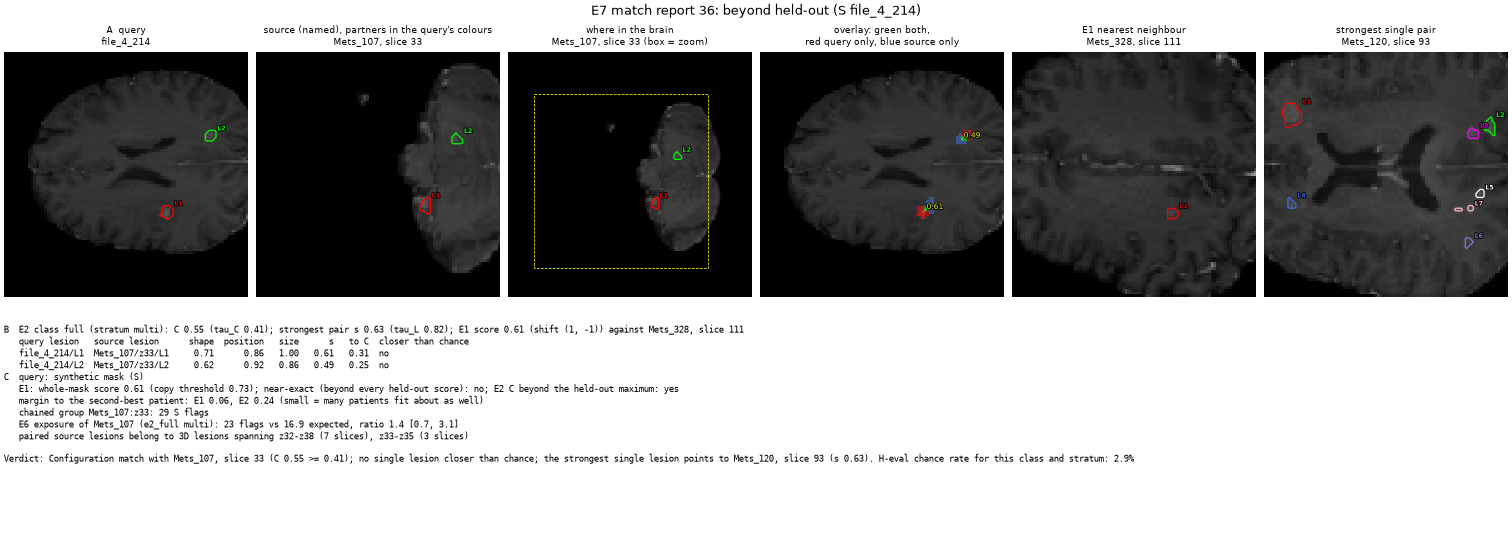 E7 match report 36: beyond held-out (S file_4_214)
A query
file_4_214
source (named), partners in the query's colours
Mets_107, slice 33
where in the brain
Mets_107, slice 33 (box = zoom)
overlay: green both,
red query only, blue source only
E1 nearest neighbour
Mets_328, slice 111
strongest single pair
Mets_120, slice 93
L2
L1
L2
L1
L2
L1
0.49
0.61
L1
L2
L3
L5
L4
L7
L6
B E2 class full (stratum multi): C 0.55 (tau_C 0.41); strongest pair s 0.63 (tau_L 0.82); E1 score 0.61 (shift (1, -1)) against Mets_328, slice 111
query lesion source lesion shape position size s to C closer than chance
file_4_214/L1 Mets_107/z33/L1 0.71 0.86 1.00 0.61 0.31 no
file_4_214/L2 Mets_107/z33/L2 0.62 0.92 0.86 0.49 0.25 no
C query: synthetic mask (S)
E1: whole-mask score 0.61 (copy threshold 0.73); near-exact (beyond every held-out score): no; E2 C beyond the held-out maximum: yes
margin to the second-best patient: E1 0.06, E2 0.24 (small = many patients fit about as well)
chained group Mets_107:z33: 29 S flags
E6 exposure of Mets_107 (e2_full multi): 23 flags vs 16.9 expected, ratio 1.4 [0.7, 3.1]
paired source lesions belong to 3D lesions spanning z32-z38 (7 slices), z33-z35 (3 slices)
Verdict: Configuration match with Mets_107, slice 33 (C 0.55 >= 0.41); no single lesion closer than chance; the strongest single lesion points to Mets_120, slice 93 (s 0.63). H-eval chance rate for this class and stratum: 2.9%